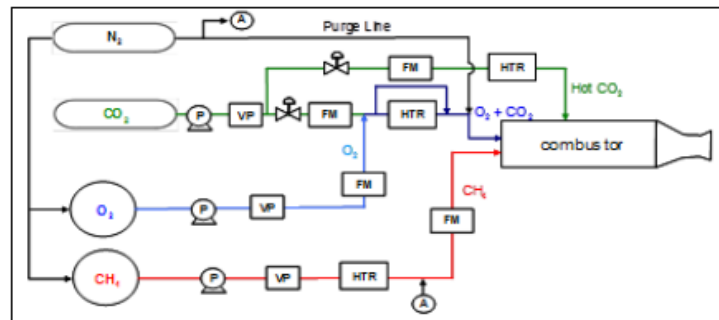 A
N₂
Purge Line
FM
HTR
Hot CO₂
CO₂
P
VP
FM
HTR
O₂ + CO₂
combustor
O₂
FM
CH₄
O₂
P
VP
FM
CH₄
P
VP
HTR
A